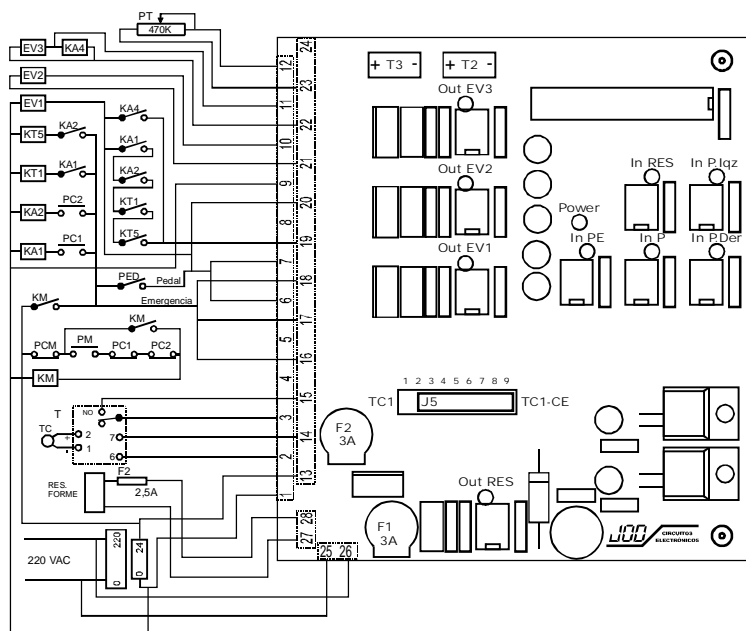 PT
470K
EV3
KA4
EV2
EV1
KT5
KA2
KT1
KA1
KA2
PC2
KA1
PC1
KA4
KA1
KA2
KT1
KT5
PED
Pedal
KM
Emergencia
KM
PCM
PM
PC1
PC2
KM
T
NO
TC
+
2
-
1
7
6
RES.
FORME
F2
2,5A
220 VAC
220
0
24
0
12
11
10
9
8
7
6
5
4
3
2
1
24
23
22
21
20
19
18
17
16
15
14
13
28
27
25 26
+ T3 -
+ T2 -
Out EV3
Out EV2
Out EV1
In RES
In P.Iqz
Power
In PE
In P
In P.Der
1 2 3 4 5 6 7 8 9
TC1
J5
TC1-CE
F2
3A
F1
3A
Out RES
JOD
CIRCUITOS
ELECTRÓNICOS